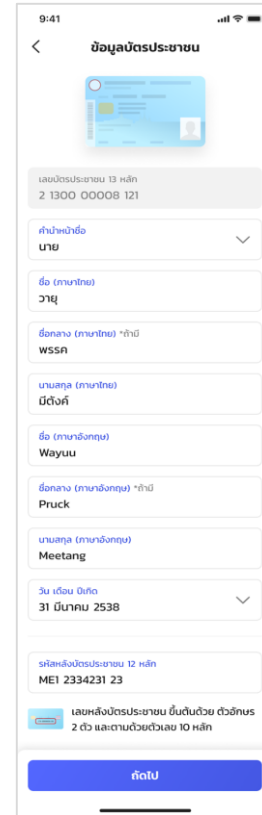 9:41
ข้อมูลบัตรประชาชน
เลขบัตรประชาชน 13 หลัก
2 1300 00008 121
คำนำหน้าชื่อ
นาย
ชื่อ (ภาษาไทย)
วายุ
ชื่อกลาง (ภาษาไทย) *ถ้ามี
พรรค
นามสกุล (ภาษาไทย)
มีตังค์
ชื่อ (ภาษาอังกฤษ)
Wayuu
ชื่อกลาง (ภาษาอังกฤษ) *ถ้ามี
Pruck
นามสกุล (ภาษาอังกฤษ)
Meetang
วัน เดือน ปีเกิด
31 มีนาคม 2538
รหัสหลังบัตรประชาชน 12 หลัก
ME1 2334231 23
เลขหลังบัตรประชาชน ขึ้นต้นด้วย ตัวอักษร
2 ตัว และตามด้วยตัวเลข 10 หลัก
ถัดไป